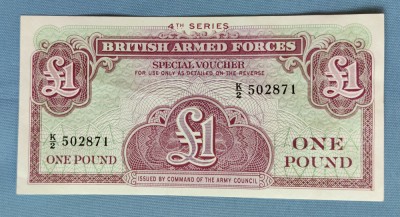 4TH SERIES
BRITISH ARMED FORCES
SPECIAL VOUCHER
FOR USE ONLY AS DETAILED ON THE REVERSE
£1 £1
K/2 502871
K/2 502871
£1
ONE POUND
ONE POUND
ISSUED BY COMMAND OF THE ARMY COUNCIL